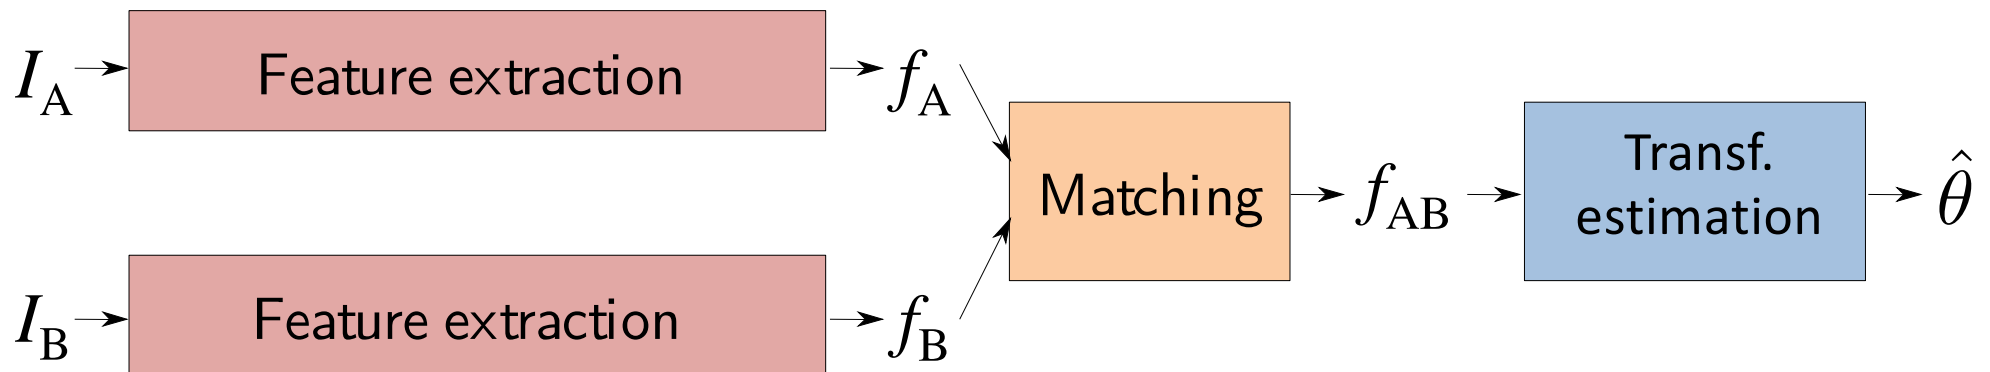 I_A Feature extraction f_A
Matching f_AB Transf.
estimation θ̂
I_B Feature extraction f_B